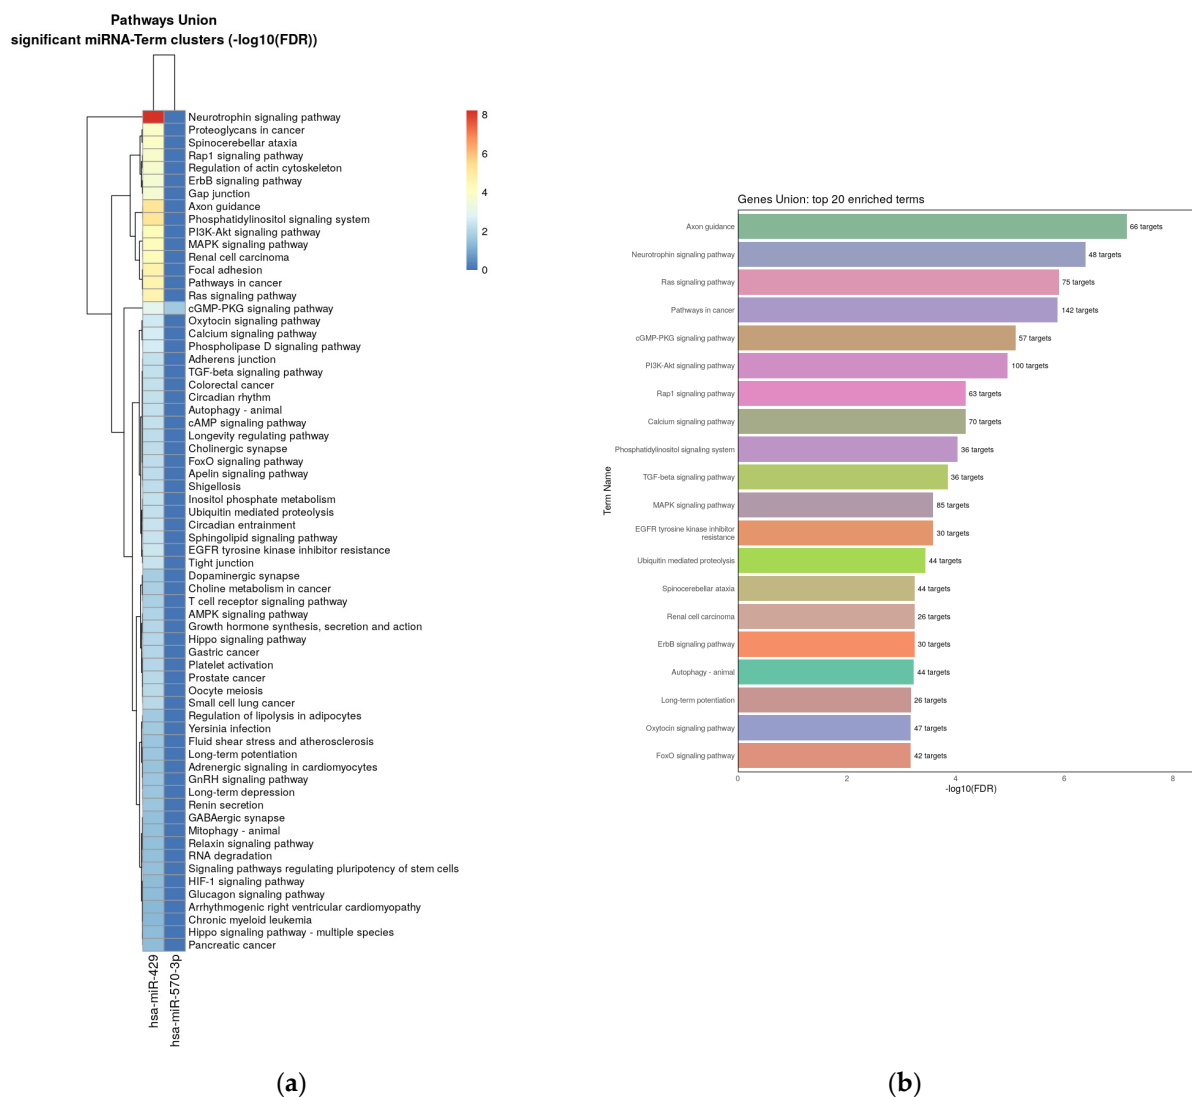 Pathways Union
significant miRNA-Term clusters (-log10(FDR))
Neurotrophin signaling pathway
Proteoglycans in cancer
Spinocerebellar ataxia
Rap1 signaling pathway
Regulation of actin cytoskeleton
ErbB signaling pathway
Gap junction
Axon guidance
Phosphatidylinositol signaling system
PI3K-Akt signaling pathway
MAPK signaling pathway
Renal cell carcinoma
Focal adhesion
Pathways in cancer
Ras signaling pathway
cGMP-PKG signaling pathway
Oxytocin signaling pathway
Calcium signaling pathway
Phospholipase D signaling pathway
Adherens junction
TGF-beta signaling pathway
Colorectal cancer
Circadian rhythm
Autophagy - animal
cAMP signaling pathway
Longevity regulating pathway
Cholinergic synapse
FoxO signaling pathway
Apelin signaling pathway
Shigellosis
Inositol phosphate metabolism
Ubiquitin mediated proteolysis
Circadian entrainment
Sphingolipid signaling pathway
EGFR tyrosine kinase inhibitor resistance
Tight junction
Dopaminergic synapse
Choline metabolism in cancer
T cell receptor signaling pathway
AMPK signaling pathway
Growth hormone synthesis, secretion and action
Hippo signaling pathway
Gastric cancer
Platelet activation
Prostate cancer
Oocyte meiosis
Small cell lung cancer
Regulation of lipolysis in adipocytes
Yersinia infection
Fluid shear stress and atherosclerosis
Long-term potentiation
Adrenergic signaling in cardiomyocytes
GnRH signaling pathway
Long-term depression
Renin secretion
GABAergic synapse
Mitophagy - animal
Relaxin signaling pathway
RNA degradation
Signaling pathways regulating pluripotency of stem cells
HIF-1 signaling pathway
Glucagon signaling pathway
Arrhythmogenic right ventricular cardiomyopathy
Chronic myeloid leukemia
Hippo signaling pathway - multiple species
Pancreatic cancer
hsa-miR-429
hsa-miR-570-3p
8
6
4
2
0
(a)
Genes Union: top 20 enriched terms
Term Name
Axon guidance 66 targets
Neurotrophin signaling pathway 48 targets
Ras signaling pathway 75 targets
Pathways in cancer 142 targets
cGMP-PKG signaling pathway 57 targets
PI3K-Akt signaling pathway 100 targets
Rap1 signaling pathway 63 targets
Calcium signaling pathway 70 targets
Phosphatidylinositol signaling system 36 targets
TGF-beta signaling pathway 36 targets
MAPK signaling pathway 85 targets
EGFR tyrosine kinase inhibitor
resistance 30 targets
Ubiquitin mediated proteolysis 44 targets
Spinocerebellar ataxia 44 targets
Renal cell carcinoma 26 targets
ErbB signaling pathway 30 targets
Autophagy - animal 44 targets
Long-term potentiation 26 targets
Oxytocin signaling pathway 47 targets
FoxO signaling pathway 42 targets
0 2 4 6 8
-log10(FDR)
(b)